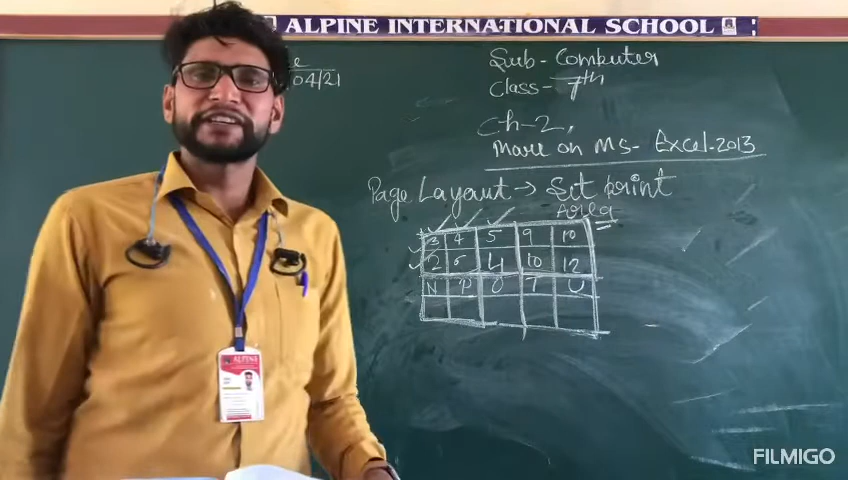 ALPINE INTERNATIONAL SCHOOL
e
04/21
Sub- Computer
Class- 7th
Ch-2,
More on MS- Excel-2013
Page Layout → Set print
Area
3 4 5 9 10
2 6 4 10 12
N P O T U
ALPINE
FILMIGO